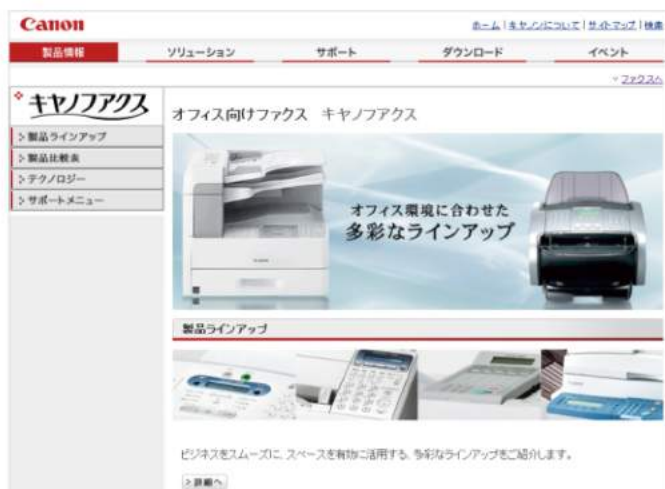 Canon
ホーム | キヤノンについて | サイトマップ | 検索
製品情報 ソリューション サポート ダウンロード イベント
ファクスへ
キヤノフアクス
オフィス向けファクス キヤノフアクス
> 製品ラインアップ
> 製品比較表
> テクノロジー
> サポートメニュー
オフィス環境に合わせた
多彩なラインアップ
製品ラインアップ
ビジネスをスムーズに、スペースを有効に活用する、多彩なラインアップをご紹介します。
> 詳細へ